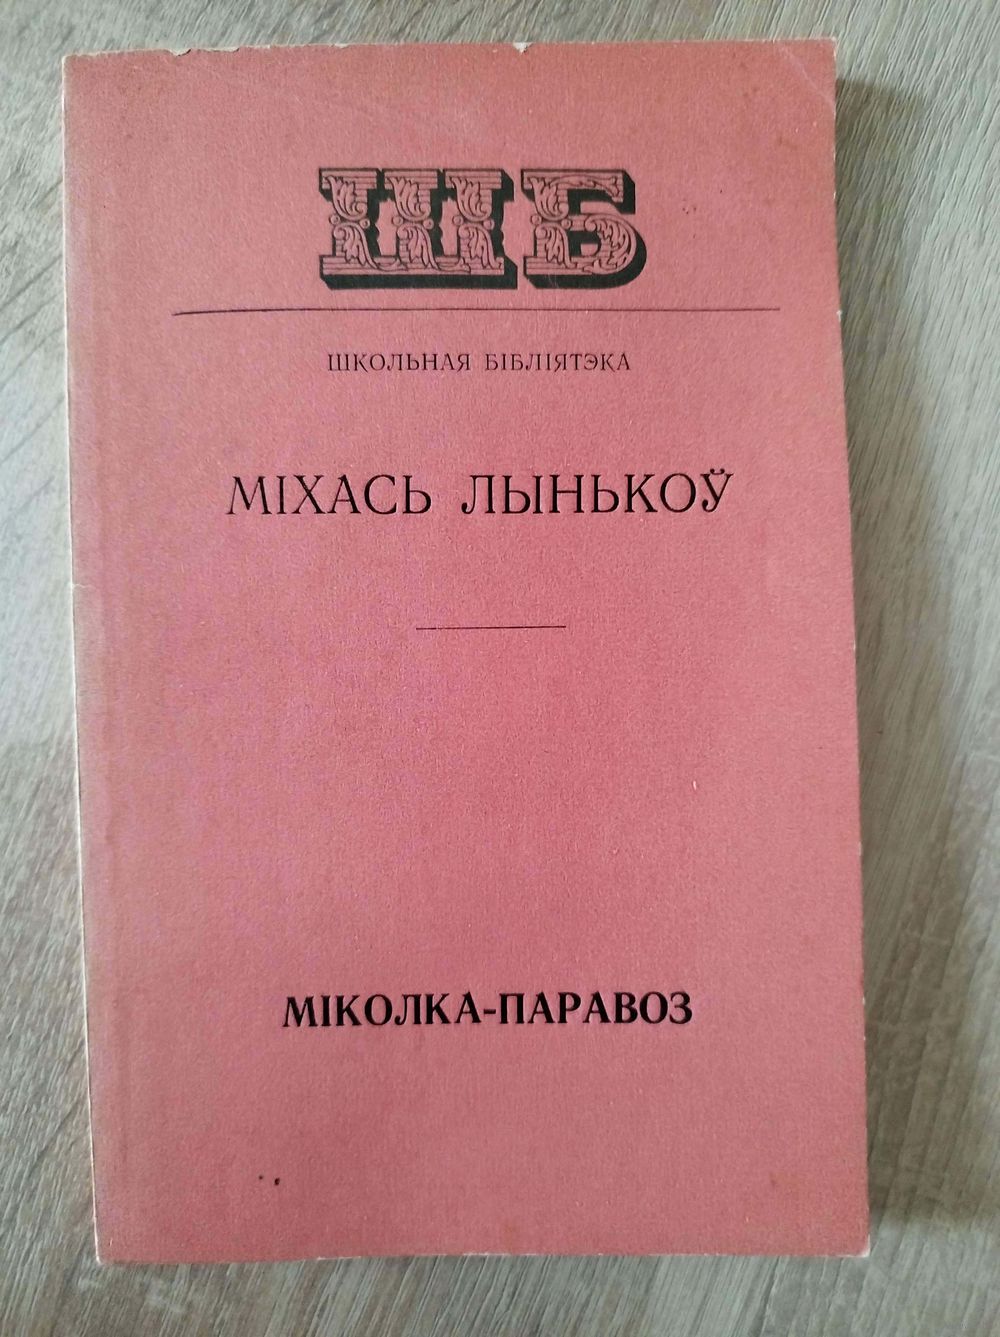 ШБ
ШКОЛЬНАЯ БІБЛІЯТЭКА
МІХАСЬ ЛЫНЬКОЎ
МІКОЛКА-ПАРАВОЗ